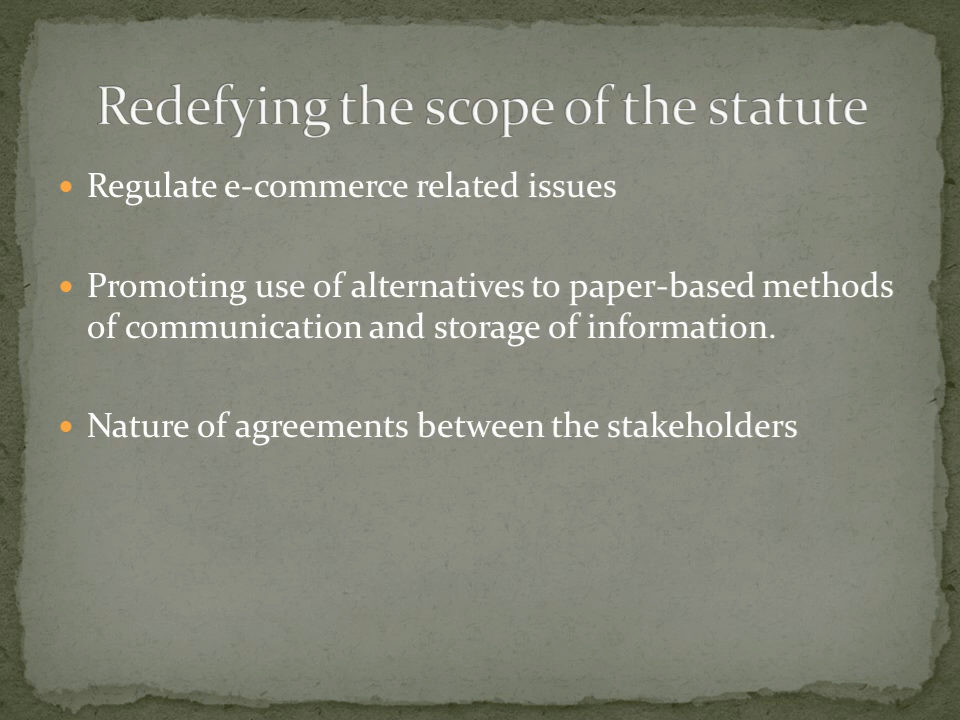 Redefying the scope of the statute
Regulate e-commerce related issues
Promoting use of alternatives to paper-based methods
of communication and storage of information.
Nature of agreements between the stakeholders